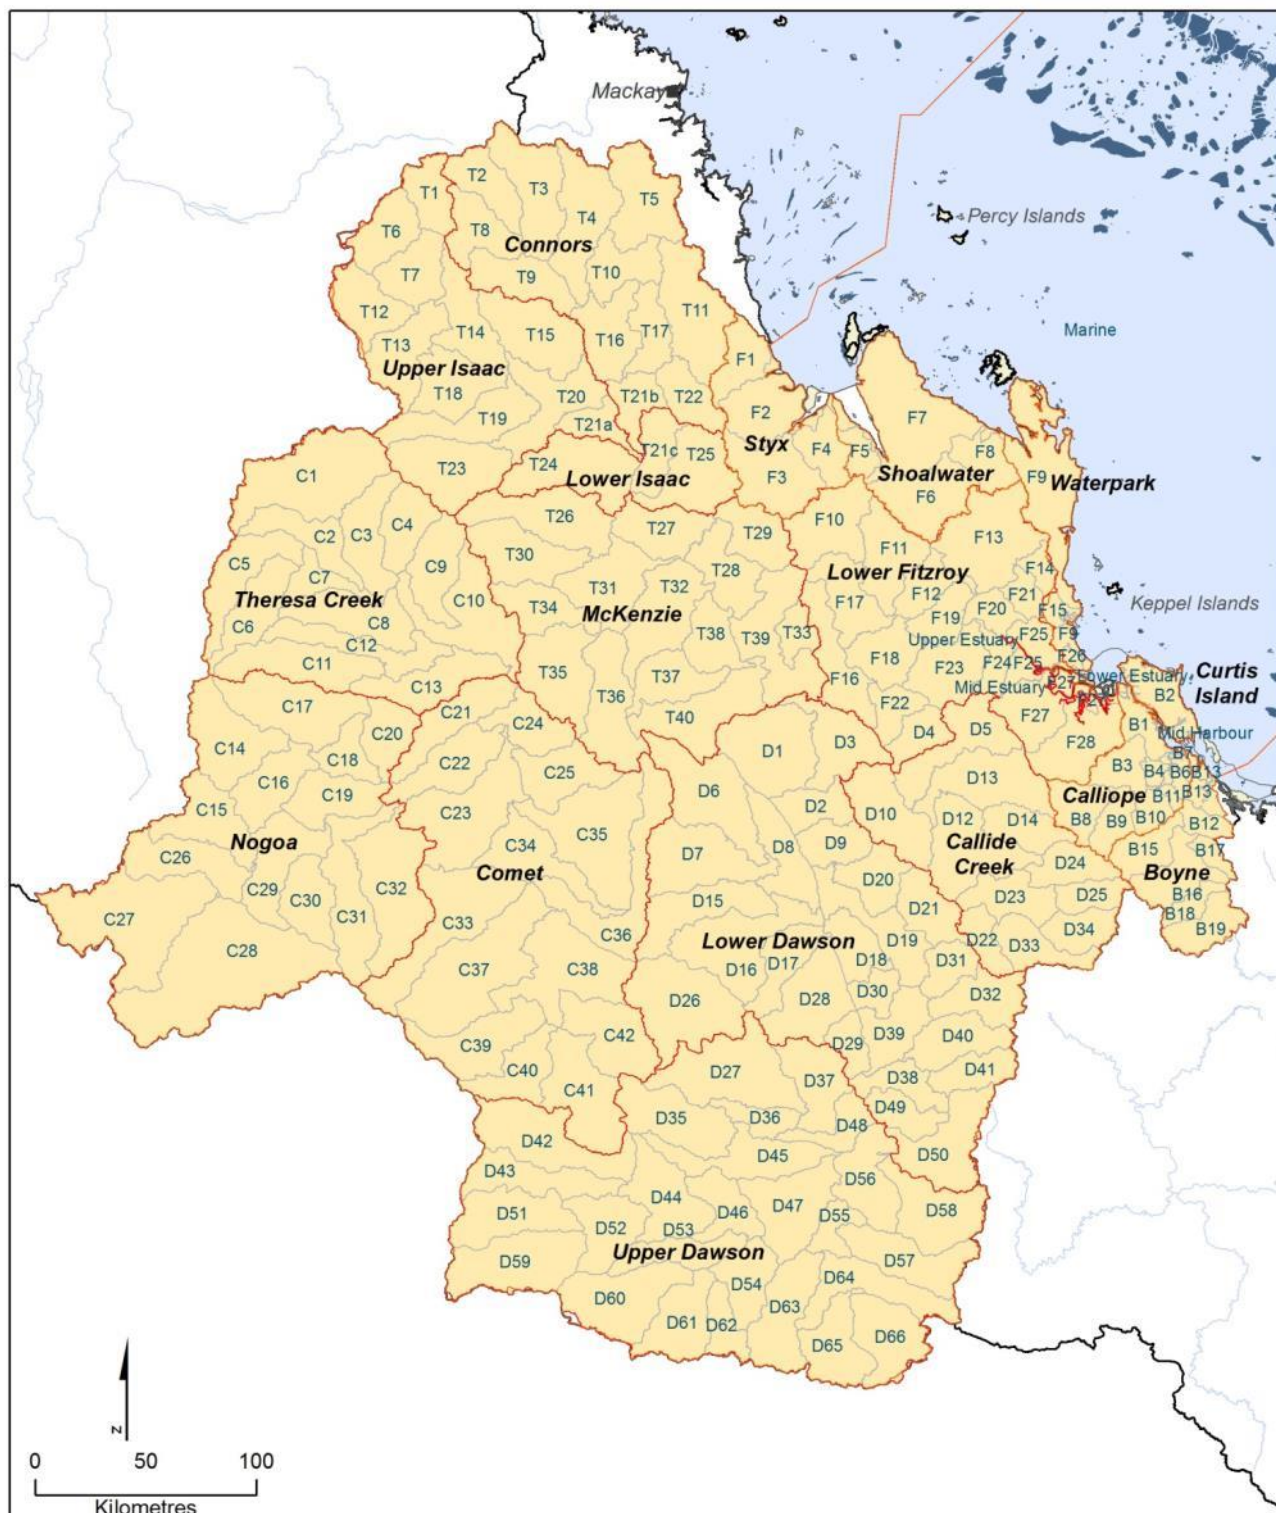 Mackay
T2
T3
T5
T1
T4
Percy Islands
T6
T8
Connors
T7
T9
T10
T12
T11
T14
T15
T16
T17
Marine
T13
F1
Upper Isaac
T18
T20
T21b
T22
F2
F7
T19
T21a
Styx
T21c
T25
F4
F5
F8
T24
C1
T23
Lower Isaac
F3
Shoalwater
F9
Waterpark
F6
T26
T27
T29
F10
C4
C2
C3
F13
T30
F11
C5
C9
T28
Lower Fitzroy
F14
C7
T31
T32
F12
F21
Theresa Creek
C10
T34
McKenzie
F17
F20
F15
Keppel Islands
C6
C8
T38
T39
T33
F19
C12
Upper Estuary
F25
F9
C11
T35
T37
F18
F23
F24
F25
F26
Curtis
Island
C13
F16
Mid Estuary
F27
Lower Estuary
B2
C17
C21
T36
F22
C24
T40
F27
C20
D4
D5
B1
Mid Harbour
C14
C18
C22
D1
D3
F28
B7
C25
B3
B4
B6
B13
C16
D6
D13
C19
Calliope
B11
B13
C15
C23
D2
D10
D12
D14
B8
B9
B10
B12
Nogoa
C34
C35
D9
Callide
Creek
D7
D8
B15
B17
C26
Comet
D24
Boyne
C29
C32
D20
C30
D15
D23
D25
B16
C27
C31
C33
D21
B18
C36
Lower Dawson
D19
D22
D33
D34
B19
C28
C37
C38
D16
D17
D18
D31
D26
D28
D30
D32
C42
D29
D39
D40
C39
C40
D27
D37
D38
D41
C41
D35
D36
D49
D48
D42
D45
D50
D43
D56
D44
D51
D46
D47
D55
D58
D52
D53
Upper Dawson
D59
D57
D54
D64
D60
D63
D61
D62
D65
D66
N
0
50
100
Kilometres